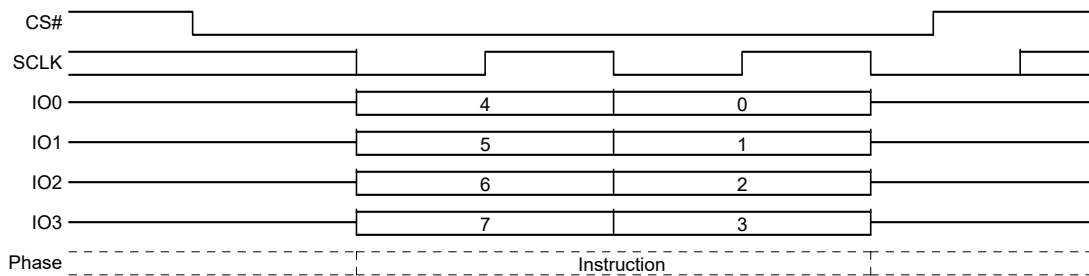 CS#
SCLK
IO0 4 0
IO1 5 1
IO2 6 2
IO3 7 3
Phase Instruction